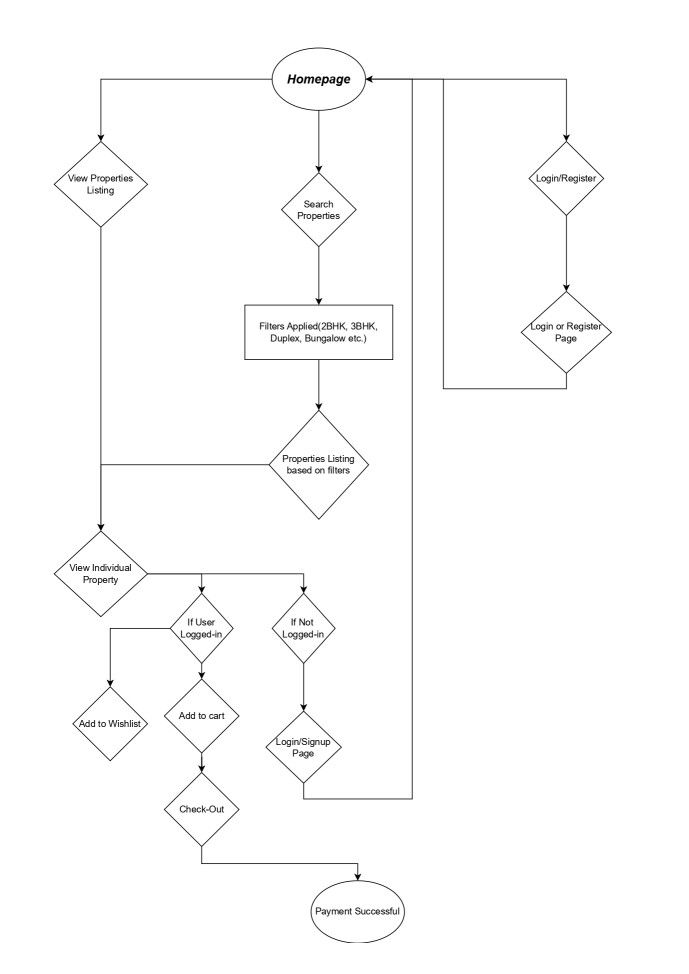 Homepage
View Properties
Listing
Search
Properties
Login/Register
Filters Applied(2BHK, 3BHK,
Duplex, Bungalow etc.)
Login or Register
Page
Properties Listing
based on filters
View Individual
Property
If User
Logged-in
If Not
Logged-in
Add to Wishlist
Add to cart
Login/Signup
Page
Check-Out
Payment Successful